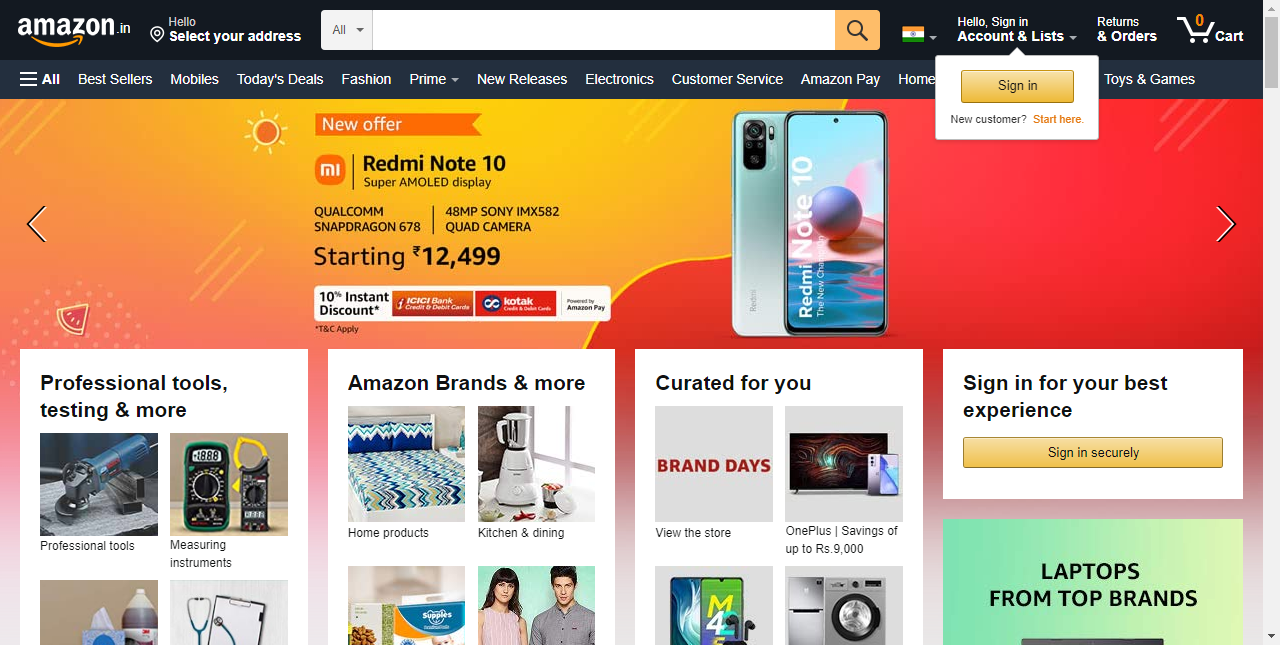 amazon.in
Hello
Select your address
All
Hello, Sign in
Account & Lists
Returns
& Orders
0
Cart
All
Best Sellers
Mobiles
Today's Deals
Fashion
Prime
New Releases
Electronics
Customer Service
Amazon Pay
Home
Toys & Games
Sign in
New customer? Start here.
New offer
mi
Redmi Note 10
Super AMOLED display
QUALCOMM
SNAPDRAGON 678
48MP SONY IMX582
QUAD CAMERA
Starting ₹12,499
10% Instant
Discount*
ICICI Bank
Credit & Debit Cards
kotak
Credit & Debit Cards
Powered by
Amazon Pay
*T&C Apply
Redmi
Redmi Note 10
Professional tools,
testing & more
Professional tools
Measuring
instruments
Amazon Brands & more
Home products
Kitchen & dining
Supples
Curated for you
BRAND DAYS
View the store
OnePlus | Savings of
up to Rs.9,000
Sign in for your best
experience
Sign in securely
LAPTOPS
FROM TOP BRANDS